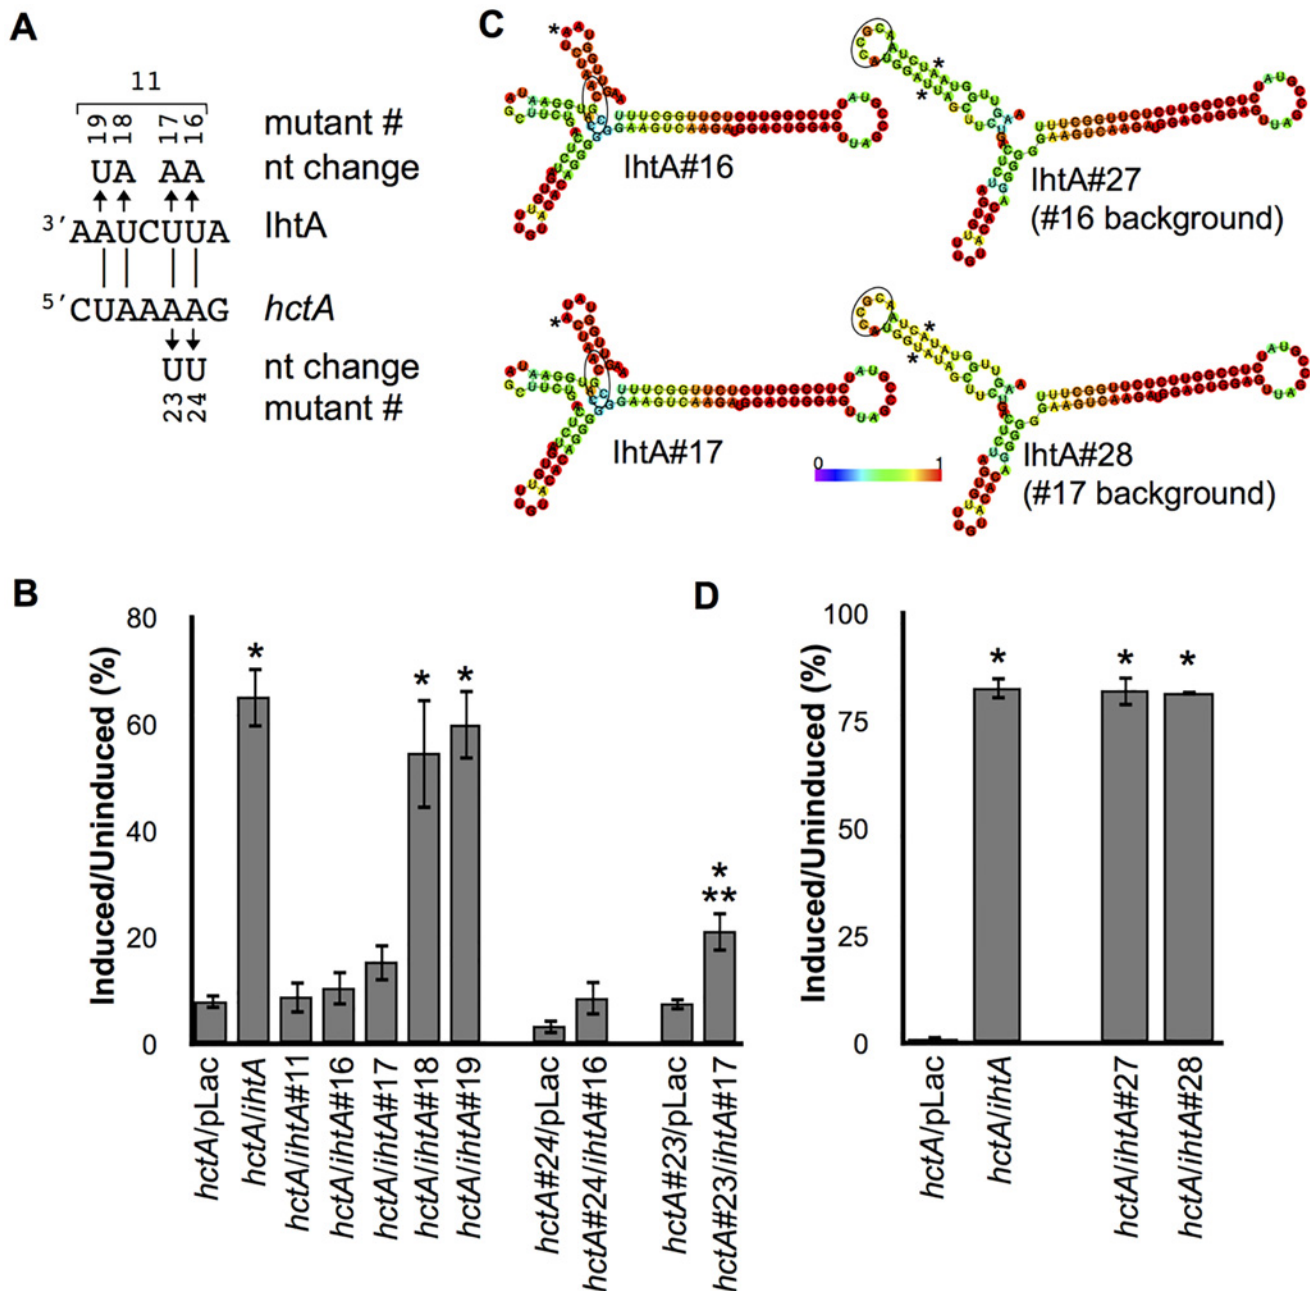 A
11
19 18 17 16 mutant #
UA AA nt change
3' AAUCUUA IhtA
5' CUAAAAG hctA
UU nt change
23 24 mutant #
C
*
IhtA#16
*
*
IhtA#27
(#16 background)
*
IhtA#17
*
*
IhtA#28
(#17 background)
0 1
B
Induced/Uninduced (%)
80
60
40
20
0
*
*
*
*
**
hctA/pLac
hctA/ihtA
hctA/ihtA#11
hctA/ihtA#16
hctA/ihtA#17
hctA/ihtA#18
hctA/ihtA#19
hctA#24/pLac
hctA#24/ihtA#16
hctA#23/pLac
hctA#23/ihtA#17
D
Induced/Uninduced (%)
100
75
50
25
0
*
*
*
hctA/pLac
hctA/ihtA
hctA/ihtA#27
hctA/ihtA#28